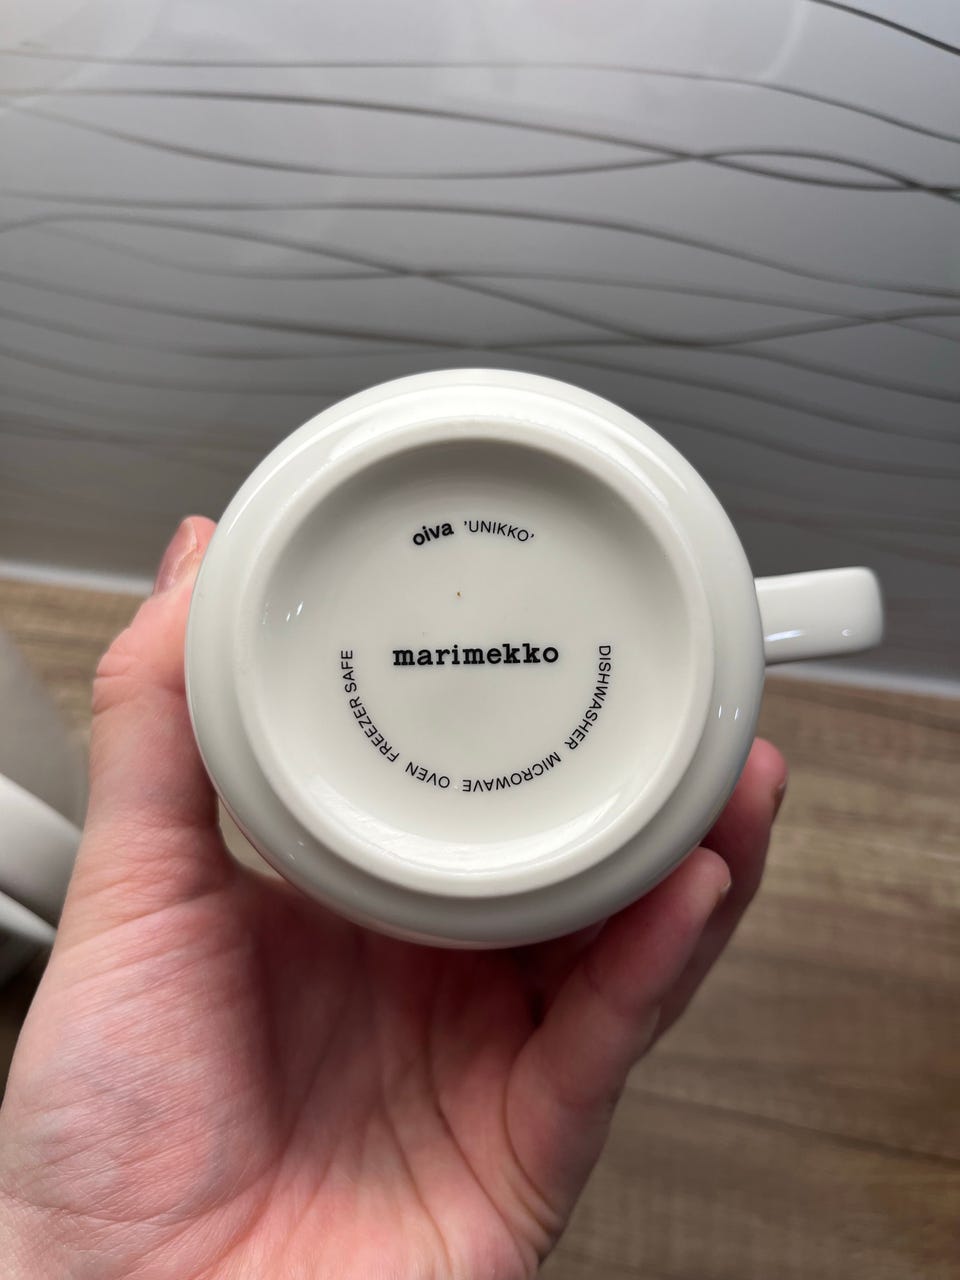 oiva 'UNIKKO'
marimekko
DISHWASHER MICROWAVE OVEN FREEZER SAFE